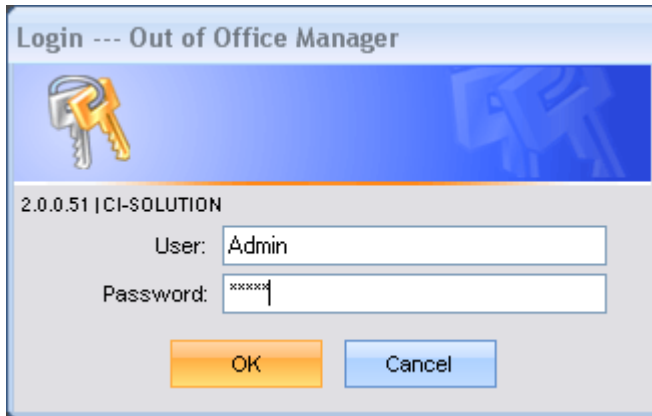 Login --- Out of Office Manager
2.0.0.51 | CI-SOLUTION
User: Admin
Password: *****
OK Cancel